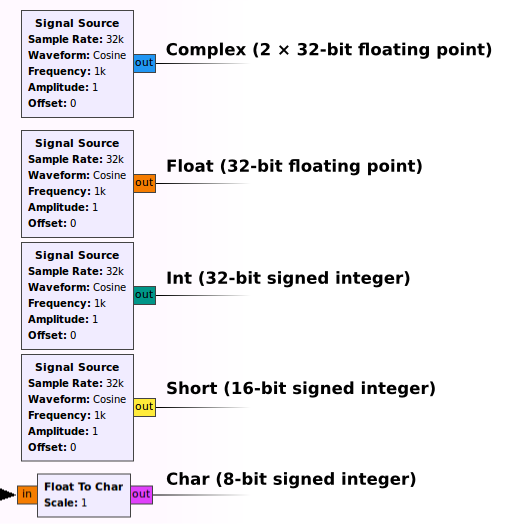 Signal Source
Sample Rate: 32k
Waveform: Cosine
Frequency: 1k
Amplitude: 1
Offset: 0
out
Complex (2 × 32-bit floating point)
Signal Source
Sample Rate: 32k
Waveform: Cosine
Frequency: 1k
Amplitude: 1
Offset: 0
out
Float (32-bit floating point)
Signal Source
Sample Rate: 32k
Waveform: Cosine
Frequency: 1k
Amplitude: 1
Offset: 0
out
Int (32-bit signed integer)
Signal Source
Sample Rate: 32k
Waveform: Cosine
Frequency: 1k
Amplitude: 1
Offset: 0
out
Short (16-bit signed integer)
in
Float To Char
Scale: 1
out
Char (8-bit signed integer)